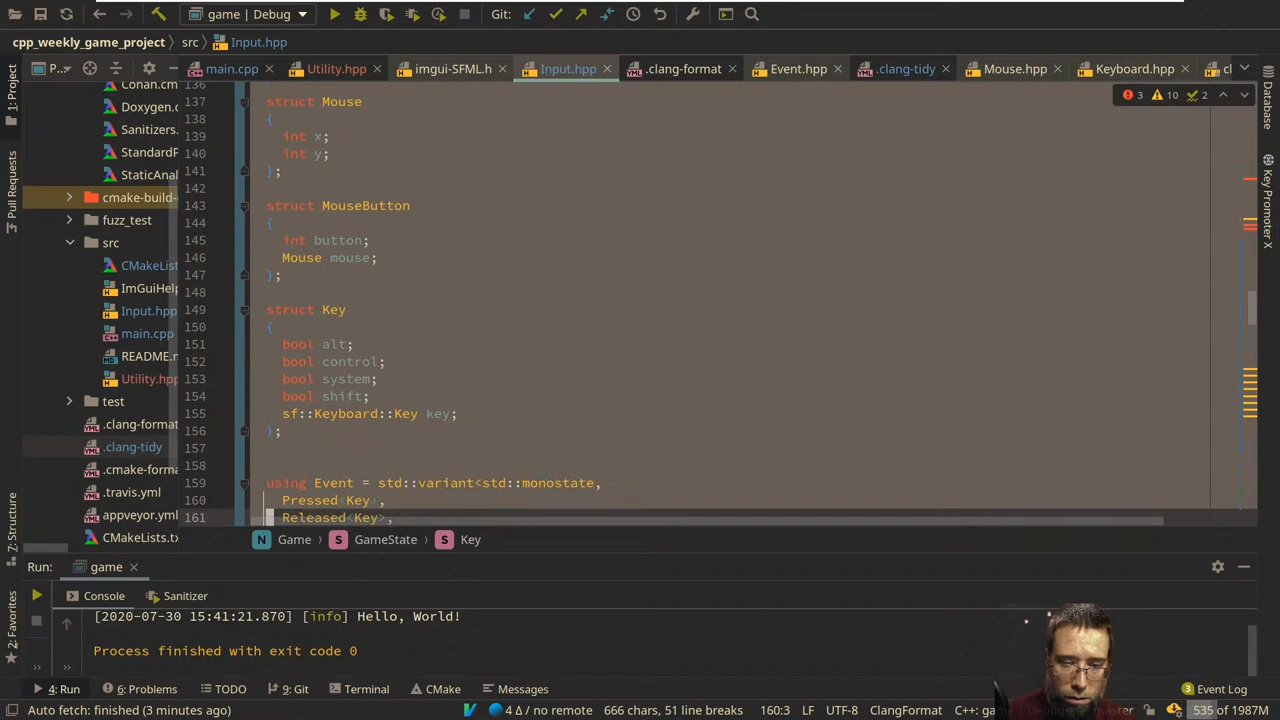 game | Debug
Git:
cpp_weekly_game_project
src
Input.hpp
1: Project
Pull Requests
Z: Structure
2: Favorites
P...
main.cpp
Utility.hpp
imgui-SFML.h
Input.hpp
.clang-format
Event.hpp
.clang-tidy
Mouse.hpp
Keyboard.hpp
cl
3
10
2
Database
Key Promoter X
Conan.cm
Doxygen.c
Sanitizers.
StandardP
StaticAnal
cmake-build-
fuzz_test
src
CMakeList
ImGuiHelp
Input.hpp
main.cpp
README.m
Utility.hpp
test
.clang-format
.clang-tidy
.cmake-forma
.travis.yml
appveyor.yml
CMakeLists.tx
136
137 struct Mouse
138 {
139 int x;
140 int y;
141 };
142
143 struct MouseButton
144 {
145 int button;
146 Mouse mouse;
147 };
148
149 struct Key
150 {
151 bool alt;
152 bool control;
153 bool system;
154 bool shift;
155 sf::Keyboard::Key key;
156 };
157
158
159 using Event = std::variant<std::monostate,
160 Pressed<Key>,
161 Released<Key>,
Game
GameState
Key
Run:
game
Console
Sanitizer
[2020-07-30 15:41:21.870] [info] Hello, World!
Process finished with exit code 0
4: Run
6: Problems
TODO
9: Git
Terminal
CMake
Messages
3 Event Log
Auto fetch: finished (3 minutes ago)
4 Δ / no remote
666 chars, 51 line breaks
160:3
LF
UTF-8
ClangFormat
C++: game
master
535 of 1987M